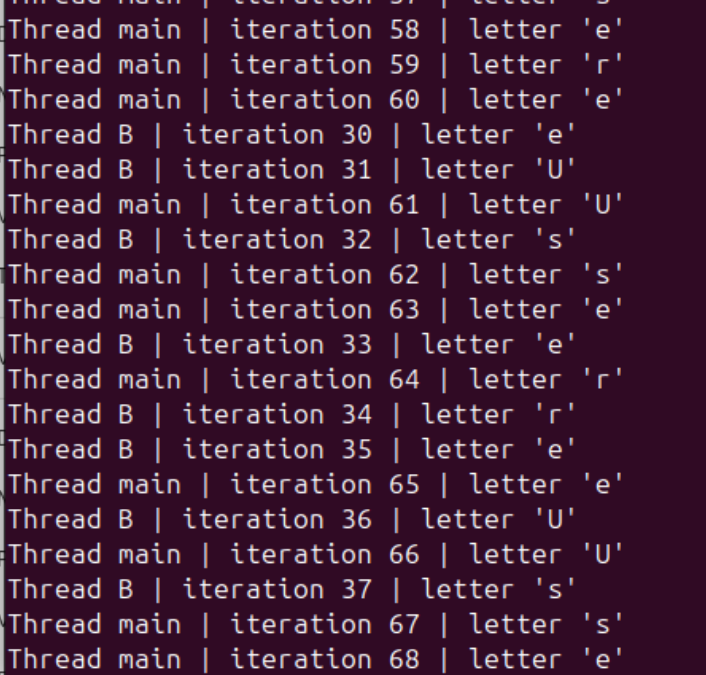 Thread main | iteration 57 | letter 's'
Thread main | iteration 58 | letter 'e'
Thread main | iteration 59 | letter 'r'
Thread main | iteration 60 | letter 'e'
Thread B | iteration 30 | letter 'e'
Thread B | iteration 31 | letter 'U'
Thread main | iteration 61 | letter 'U'
Thread B | iteration 32 | letter 's'
Thread main | iteration 62 | letter 's'
Thread main | iteration 63 | letter 'e'
Thread B | iteration 33 | letter 'e'
Thread main | iteration 64 | letter 'r'
Thread B | iteration 34 | letter 'r'
Thread B | iteration 35 | letter 'e'
Thread main | iteration 65 | letter 'e'
Thread B | iteration 36 | letter 'U'
Thread main | iteration 66 | letter 'U'
Thread B | iteration 37 | letter 's'
Thread main | iteration 67 | letter 's'
Thread main | iteration 68 | letter 'e'